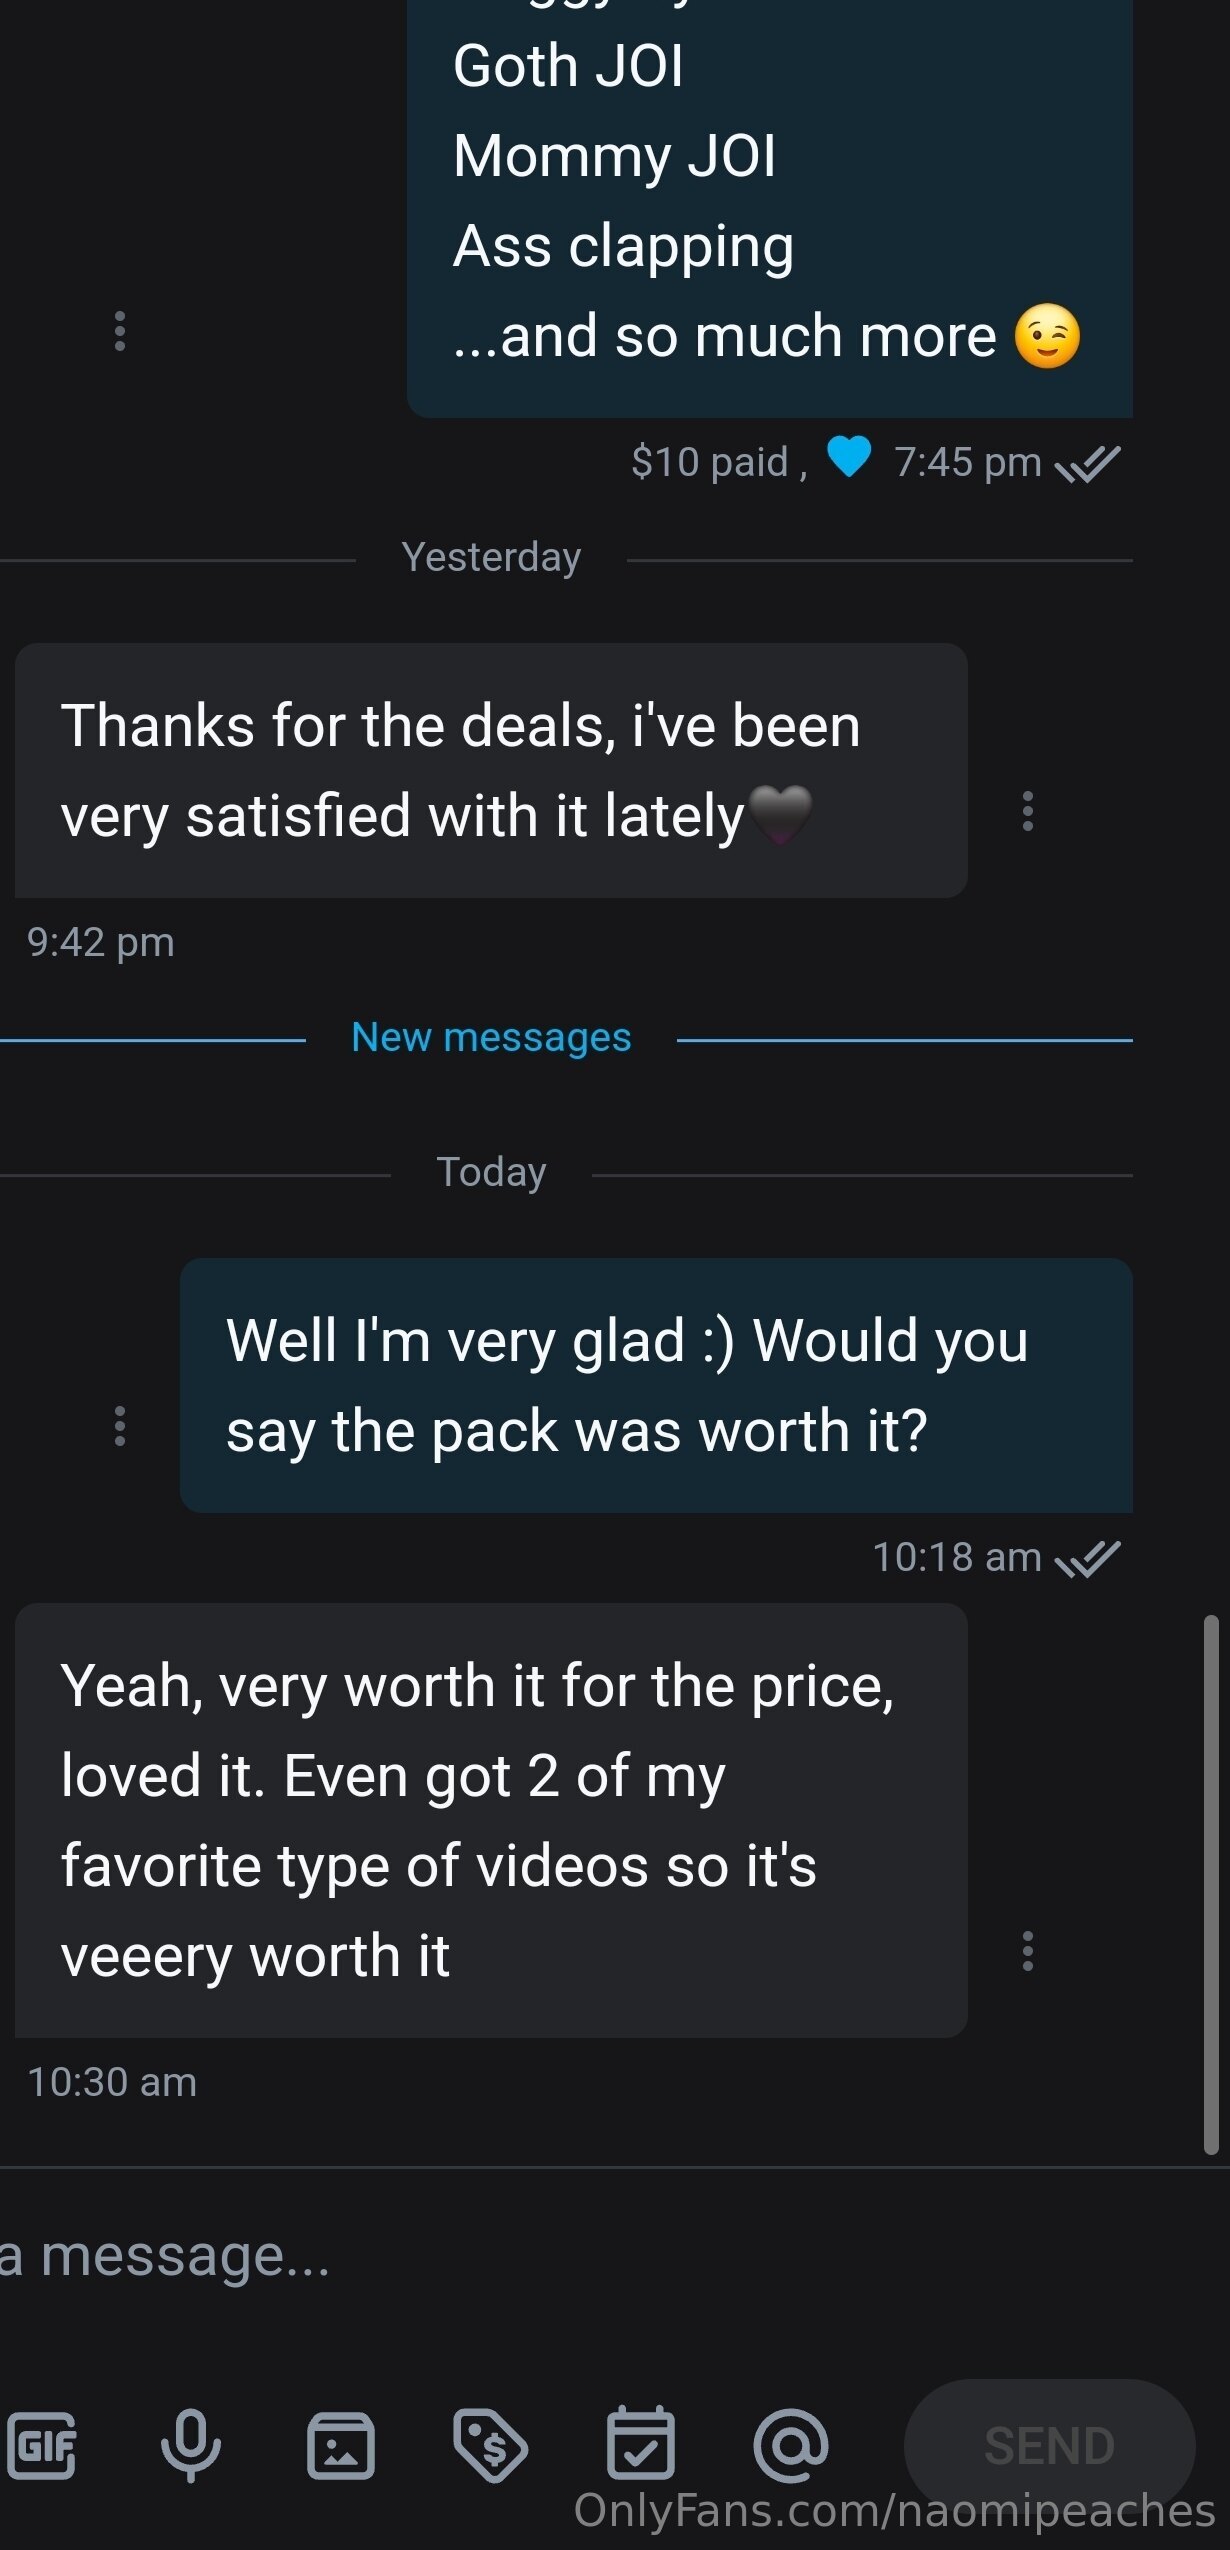 Goth JOI
Mommy JOI
Ass clapping
...and so much more 😉
$10 paid , 💙 7:45 pm
Yesterday
Thanks for the deals, i've been
very satisfied with it lately🖤
9:42 pm
New messages
Today
Well I'm very glad :) Would you
say the pack was worth it?
10:18 am
Yeah, very worth it for the price,
loved it. Even got 2 of my
favorite type of videos so it's
veeery worth it
10:30 am
a message...
GIF
SEND
OnlyFans.com/naomipeaches